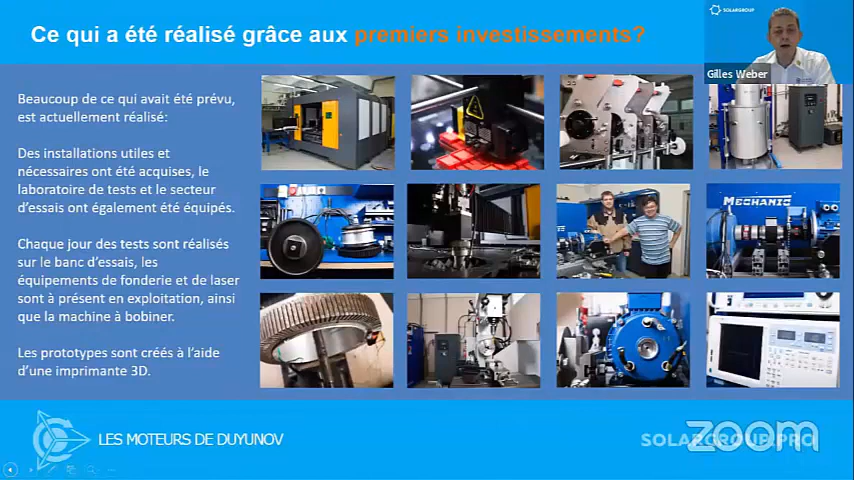 Ce qui a été réalisé grâce aux premiers investissements?
SOLARGROUP
Gilles Weber
Beaucoup de ce qui avait été prévu,
est actuellement réalisé:
Des installations utiles et
nécessaires ont été acquises, le
laboratoire de tests et le secteur
d'essais ont également été équipés.
Chaque jour des tests sont réalisés
sur le banc d'essais, les
équipements de fonderie et de laser
sont à présent en exploitation, ainsi
que la machine à bobiner.
Les prototypes sont créés à l'aide
d'une imprimante 3D.
MECHANIC
LES MOTEURS DE DUYUNOV
SOLARGROUP.PRO
zoom